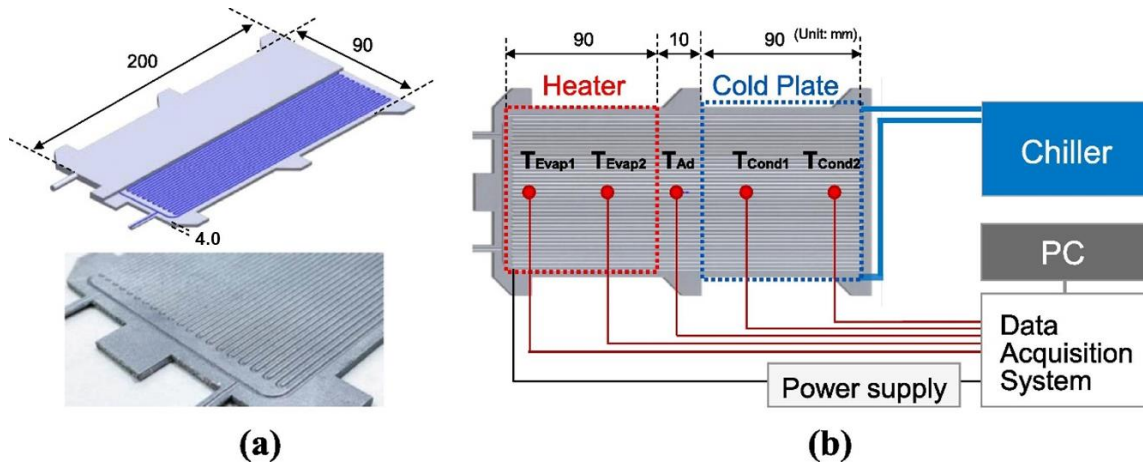 200
90
4.0
(a)
90
10
90
(Unit: mm)
Heater
Cold Plate
TEvap1
TEvap2
TAd
TCond1
TCond2
Chiller
PC
Data
Acquisition
System
Power supply
(b)